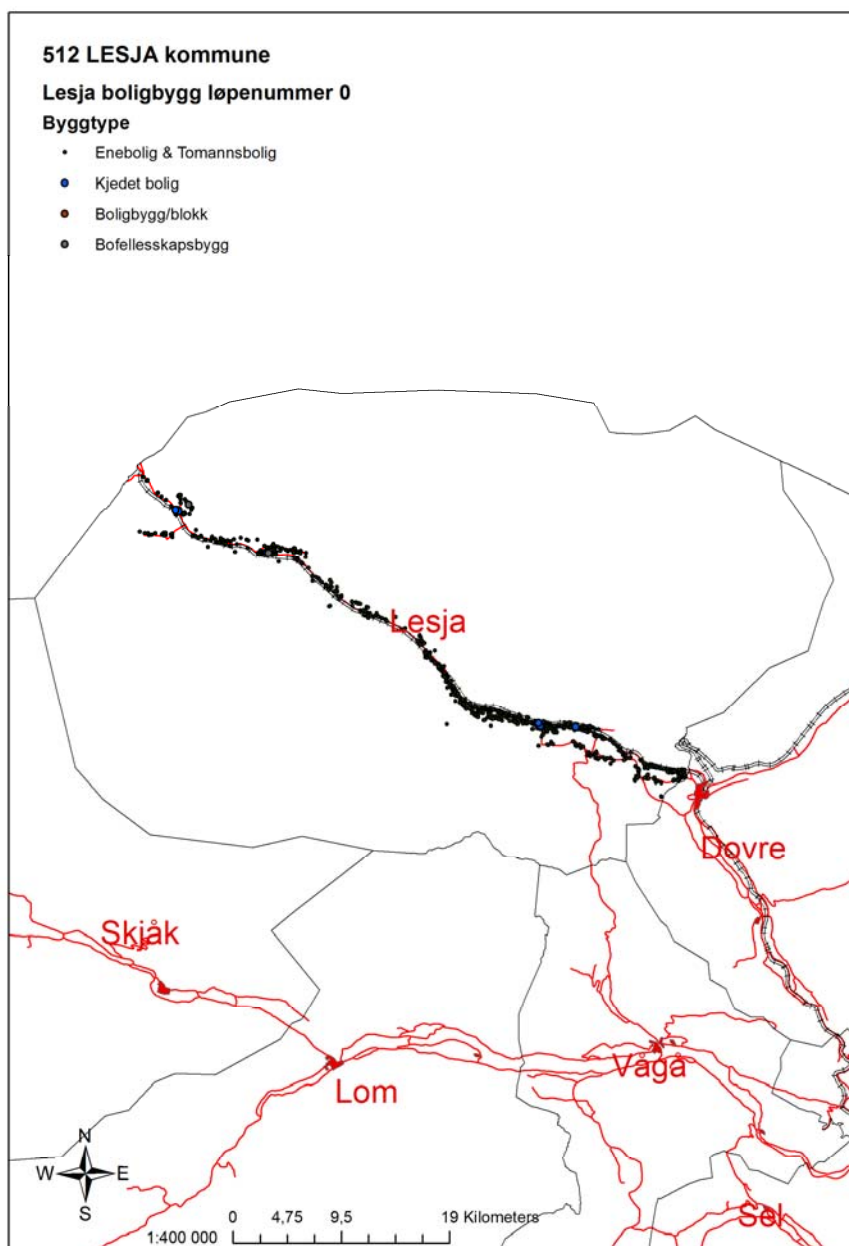 512 LESJA kommune
Lesja boligbygg løpenummer 0
Byggtype
Enebolig & Tomannsbolig
Kjedet bolig
Boligbygg/blokk
Bofellesskapsbygg
Lesja
Dovre
Skjåk
Vågå
Lom
N
W E
S
Sel
0 4,75 9,5 19 Kilometers
1:400 000